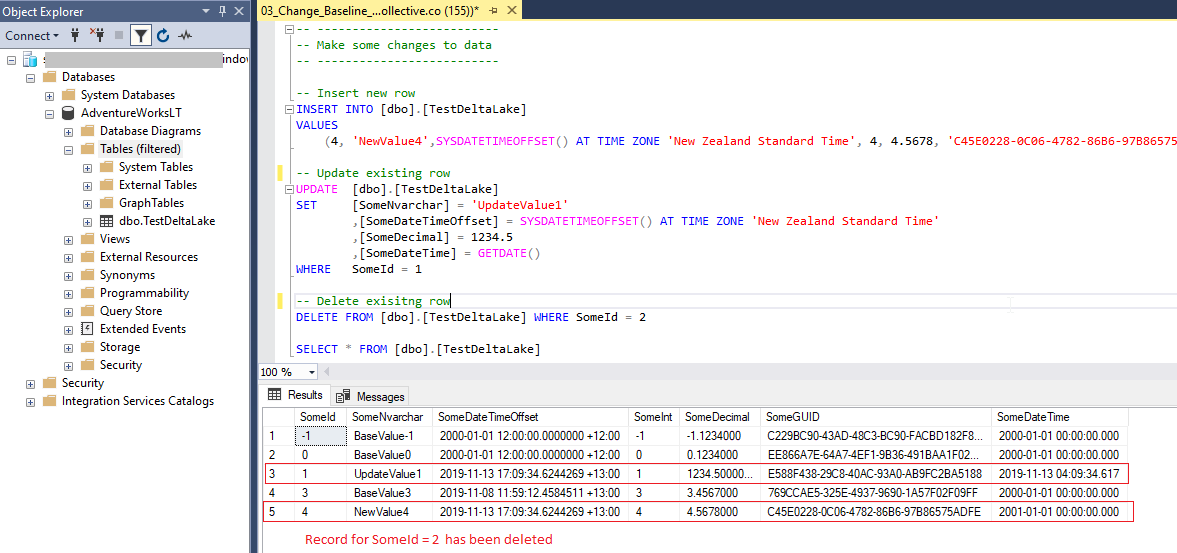 Object Explorer
Connect
indov
Databases
System Databases
AdventureWorksLT
Database Diagrams
Tables (filtered)
System Tables
External Tables
GraphTables
dbo.TestDeltaLake
Views
External Resources
Synonyms
Programmability
Query Store
Extended Events
Storage
Security
Security
Integration Services Catalogs
03_Change_Baseline_...ollective.co (155))*
-- --------------------------
-- Make some changes to data
-- --------------------------
-- Insert new row
INSERT INTO [dbo].[TestDeltaLake]
VALUES
(4, 'NewValue4',SYSDATETIMEOFFSET() AT TIME ZONE 'New Zealand Standard Time', 4, 4.5678, 'C45E0228-0C06-4782-86B6-97B86575
-- Update existing row
UPDATE [dbo].[TestDeltaLake]
SET [SomeNvarchar] = 'UpdateValue1'
,[SomeDateTimeOffset] = SYSDATETIMEOFFSET() AT TIME ZONE 'New Zealand Standard Time'
,[SomeDecimal] = 1234.5
,[SomeDateTime] = GETDATE()
WHERE SomeId = 1
-- Delete exisitng row
DELETE FROM [dbo].[TestDeltaLake] WHERE SomeId = 2
SELECT * FROM [dbo].[TestDeltaLake]
100 %
Results Messages
SomeId SomeNvarchar SomeDateTimeOffset SomeInt SomeDecimal SomeGUID SomeDateTime
1 -1 BaseValue-1 2000-01-01 12:00:00.0000000 +12:00 -1 -1.1234000 C229BC90-43AD-48C3-BC90-FACBD182F8... 2000-01-01 00:00:00.000
2 0 BaseValue0 2000-01-01 12:00:00.0000000 +12:00 0 0.1234000 EE866A7E-64A7-4EF1-9B36-491BAA1F02... 2000-01-01 00:00:00.000
3 1 UpdateValue1 2019-11-13 17:09:34.6244269 +13:00 1 1234.50000... E588F438-29C8-40AC-93A0-AB9FC2BA5188 2019-11-13 04:09:34.617
4 3 BaseValue3 2019-11-08 11:59:12.4584511 +13:00 3 3.4567000 769CCAE5-325E-4937-9690-1A57F02F09FF 2000-01-01 00:00:00.000
5 4 NewValue4 2019-11-13 17:09:34.6244269 +13:00 4 4.5678000 C45E0228-0C06-4782-86B6-97B86575ADFE 2001-01-01 00:00:00.000
Record for SomeId = 2 has been deleted